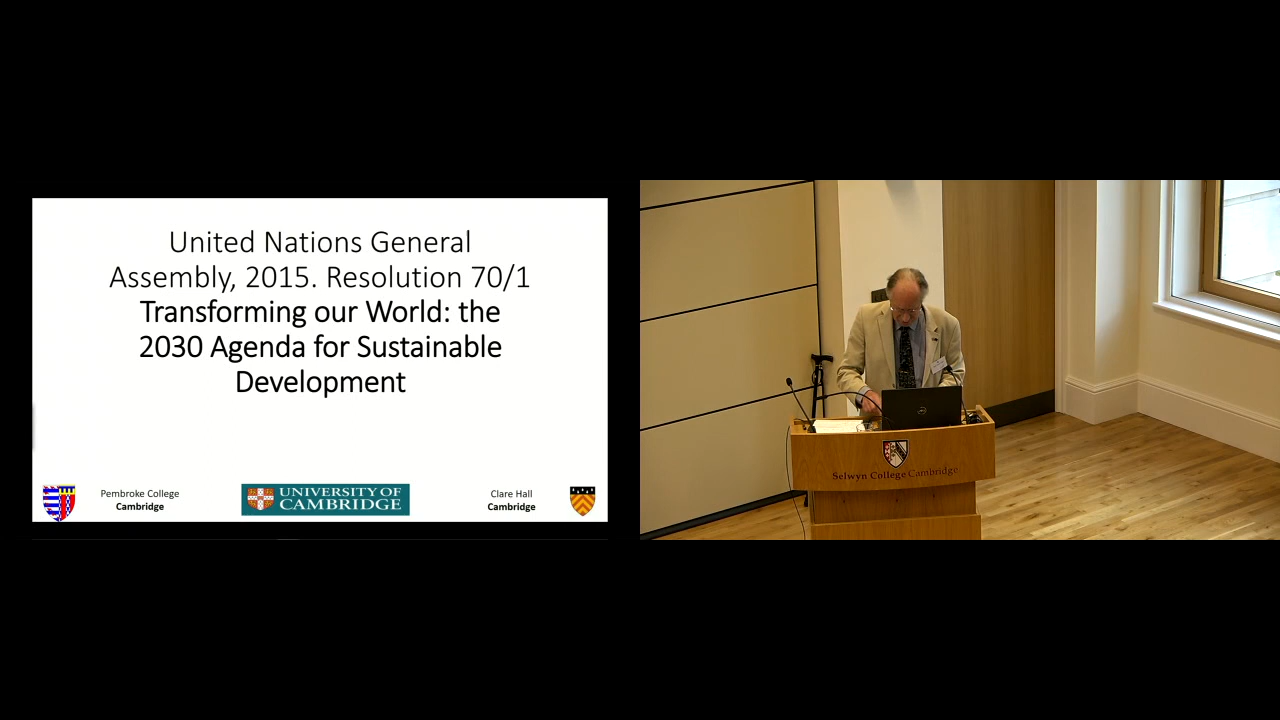 United Nations General
Assembly, 2015. Resolution 70/1
Transforming our World: the
2030 Agenda for Sustainable
Development
Pembroke College
Cambridge
UNIVERSITY OF
CAMBRIDGE
Clare Hall
Cambridge
Selwyn College Cambridge